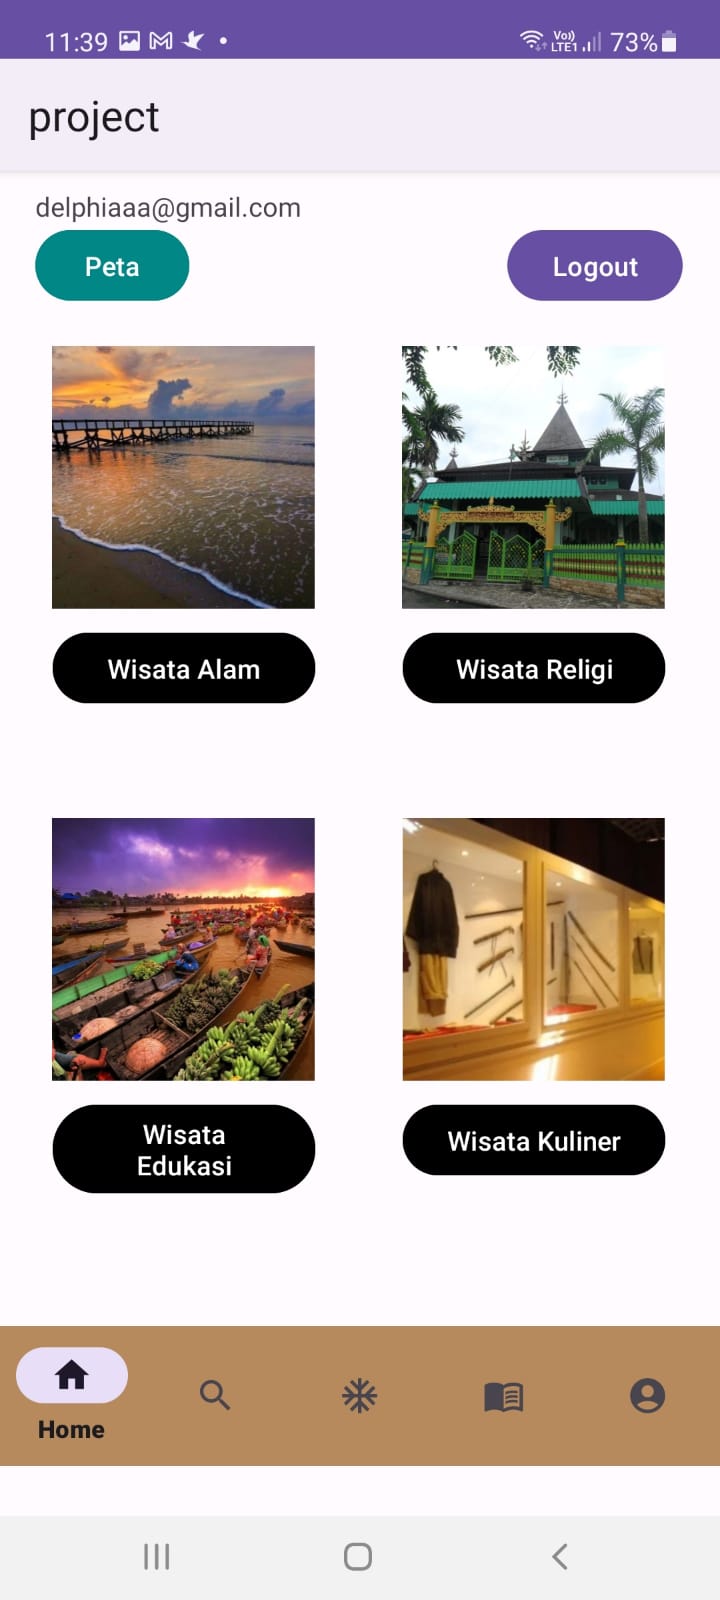 11:39
Vo))
LTE1
73%
project
delphiaaa@gmail.com
Peta
Logout
Wisata Alam
Wisata Religi
Wisata
Edukasi
Wisata Kuliner
Home